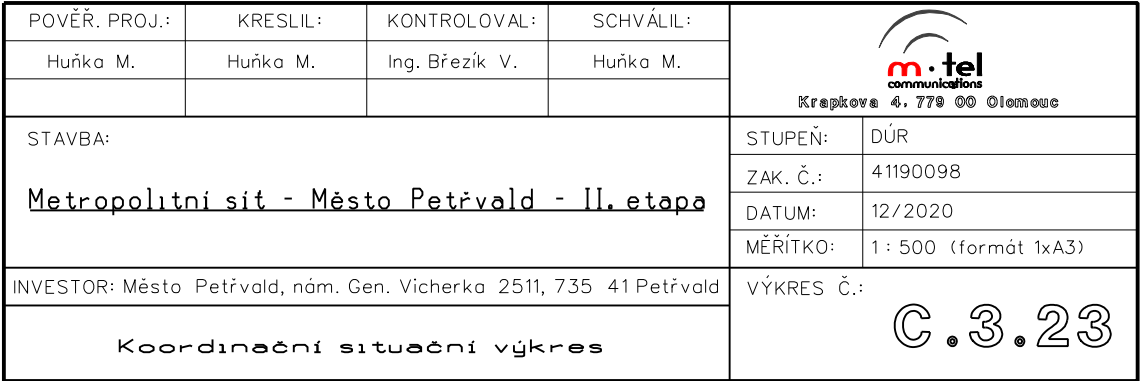 POVĚŘ. PROJ.: KRESLIL: KONTROLOVAL: SCHVÁLIL:
Huňka M. Huňka M. Ing. Březík V. Huňka M.
m·tel
communications
Krapkova 4, 779 00 Olomouc
STAVBA:
Metropolitní síť - Město Petřvald - II. etapa
STUPEŇ: DÚR
ZAK. Č.: 41190098
DATUM: 12/2020
MĚŘÍTKO: 1 : 500 (formát 1xA3)
INVESTOR: Město Petřvald, nám. Gen. Vicherka 2511, 735 41 Petřvald
Koordinační situační výkres
VÝKRES Č.:
C.3.23